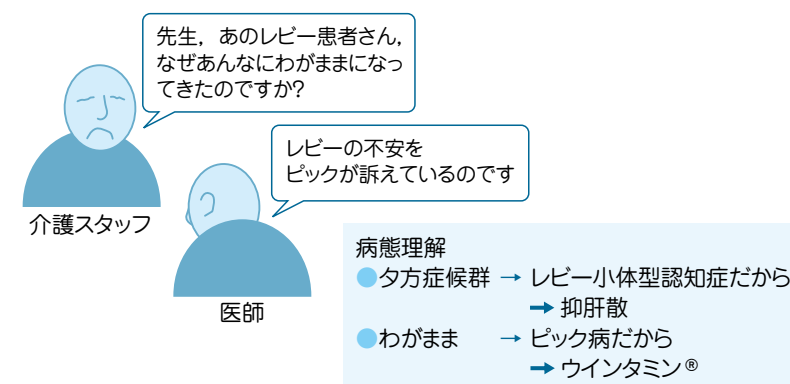 先生，あのレビー患者さん，
なぜあんなにわがままになっ
てきたのですか？
レビーの不安を
ピックが訴えているのです
介護スタッフ
医師
病態理解
●夕方症候群 → レビー小体型認知症だから
➡ 抑肝散
●わがまま → ピック病だから
➡ ウインタミン®